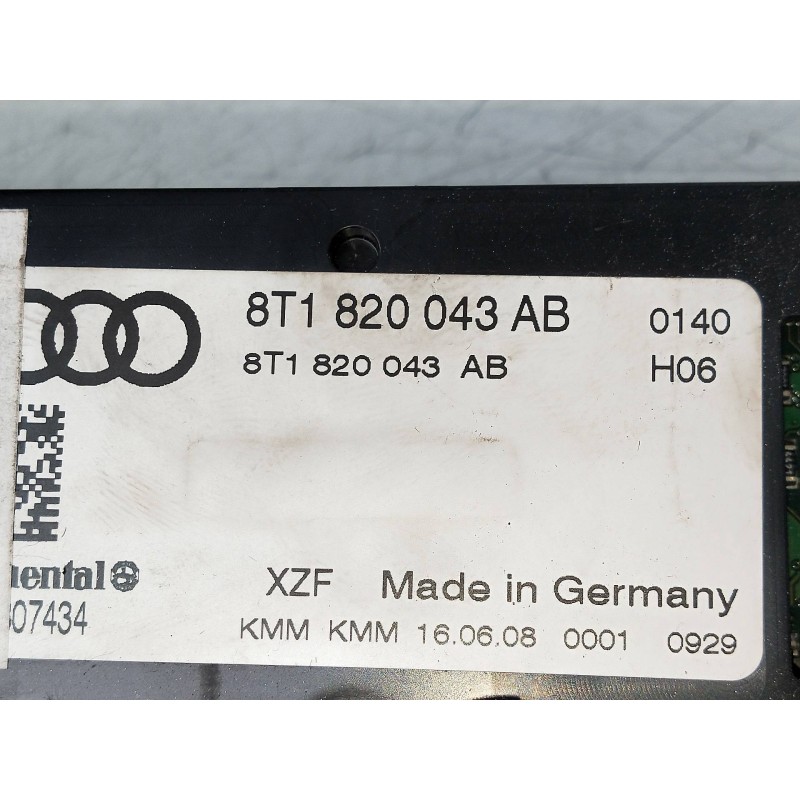 8T1 820 043 AB 0140
8T1 820 043 AB H06
XZF Made in Germany
07434
KMM KMM 16.06.08 0001 0929